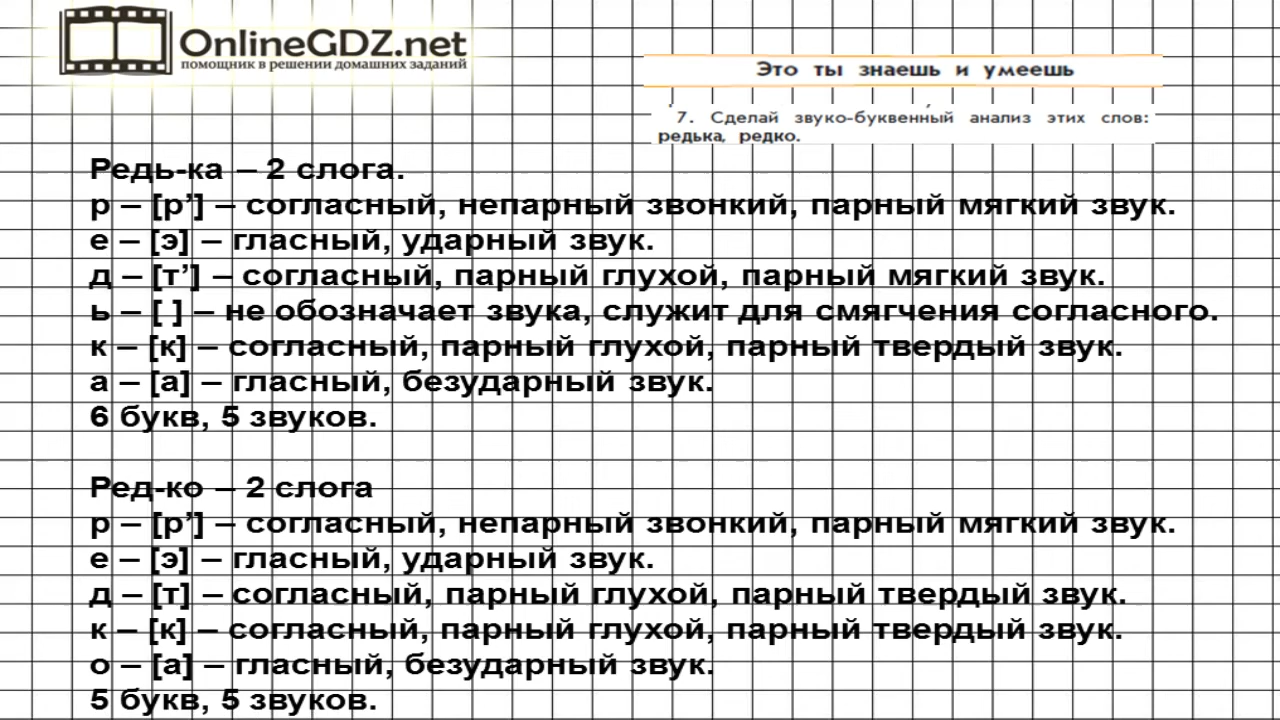 OnlineGDZ.net
помощник в решении домашних заданий
Это ты знаешь и умеешь
7. Сделай звуко-буквенный анализ этих слов:
редька, редко.
Редь-ка – 2 слога.
р – [р’] – согласный, непарный звонкий, парный мягкий звук.
е – [э] – гласный, ударный звук.
д – [т’] – согласный, парный глухой, парный мягкий звук.
ь – [ ] – не обозначает звука, служит для смягчения согласного.
к – [к] – согласный, парный глухой, парный твердый звук.
а – [а] – гласный, безударный звук.
6 букв, 5 звуков.
Ред-ко – 2 слога
р – [р’] – согласный, непарный звонкий, парный мягкий звук.
е – [э] – гласный, ударный звук.
д – [т] – согласный, парный глухой, парный твердый звук.
к – [к] – согласный, парный глухой, парный твердый звук.
о – [а] – гласный, безударный звук.
5 букв, 5 звуков.